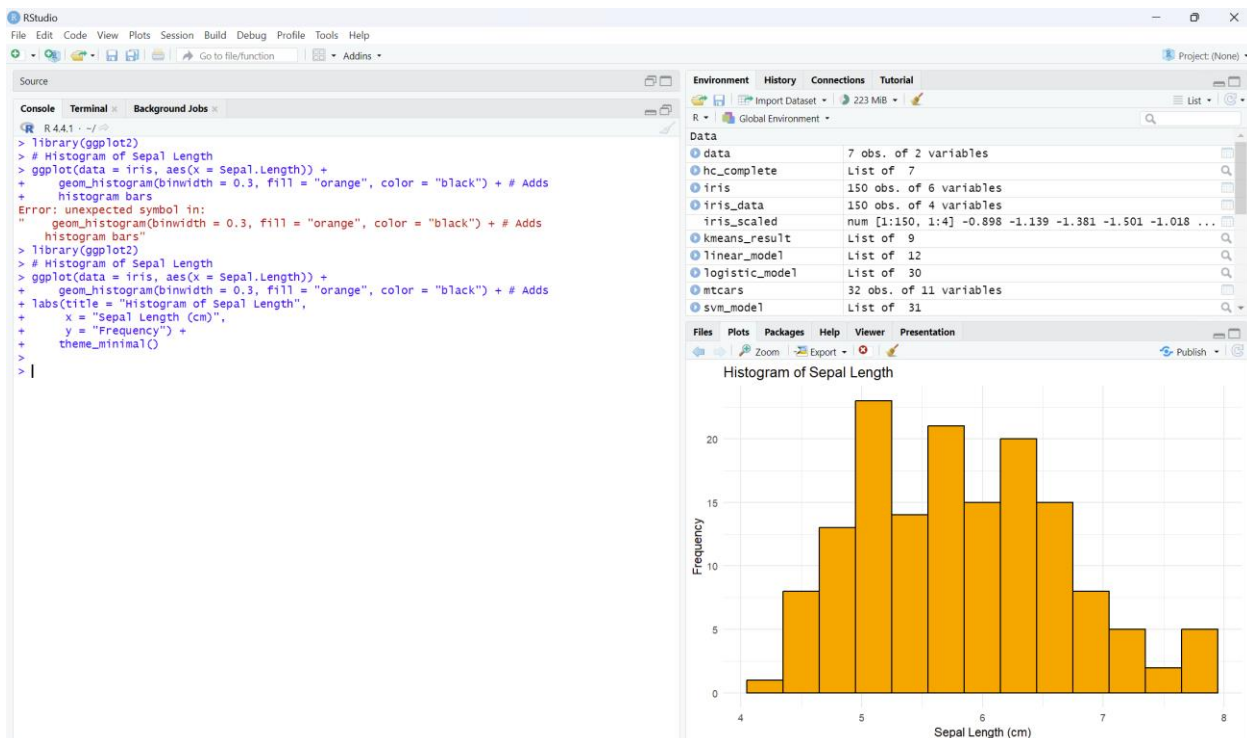 RStudio
File Edit Code View Plots Session Build Debug Profile Tools Help
Go to file/function Addins
Project: (None)
Source
Console Terminal Background Jobs
R 4.4.1 · ~/
> library(ggplot2)
> # Histogram of Sepal Length
> ggplot(data = iris, aes(x = Sepal.Length)) +
+     geom_histogram(binwidth = 0.3, fill = "orange", color = "black") + # Adds
+     histogram bars
Error: unexpected symbol in:
"    geom_histogram(binwidth = 0.3, fill = "orange", color = "black") + # Adds
    histogram bars"
> library(ggplot2)
> # Histogram of Sepal Length
> ggplot(data = iris, aes(x = Sepal.Length)) +
+     geom_histogram(binwidth = 0.3, fill = "orange", color = "black") + # Adds
+ labs(title = "Histogram of Sepal Length",
+      x = "Sepal Length (cm)",
+      y = "Frequency") +
+     theme_minimal()
>
>
Environment History Connections Tutorial
Import Dataset 223 MiB List
R Global Environment
Data
data 7 obs. of 2 variables
hc_complete List of 7
iris 150 obs. of 6 variables
iris_data 150 obs. of 4 variables
iris_scaled num [1:150, 1:4] -0.898 -1.139 -1.381 -1.501 -1.018 ...
kmeans_result List of 9
linear_model List of 12
logistic_model List of 30
mtcars 32 obs. of 11 variables
svm_model List of 31
Files Plots Packages Help Viewer Presentation
Zoom Export Publish
Histogram of Sepal Length
20
15
10
5
0
Frequency
4 5 6 7 8
Sepal Length (cm)